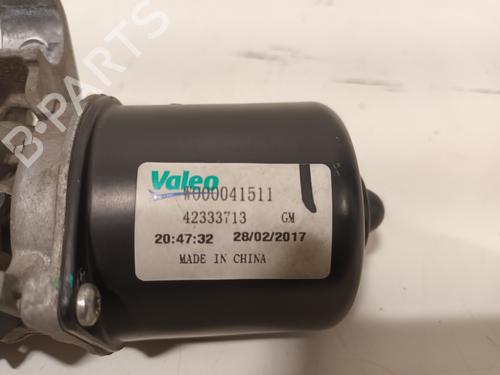 B-PARTS
Valeo
W000041511
42333713 GM
20:47:32 28/02/2017
MADE IN CHINA